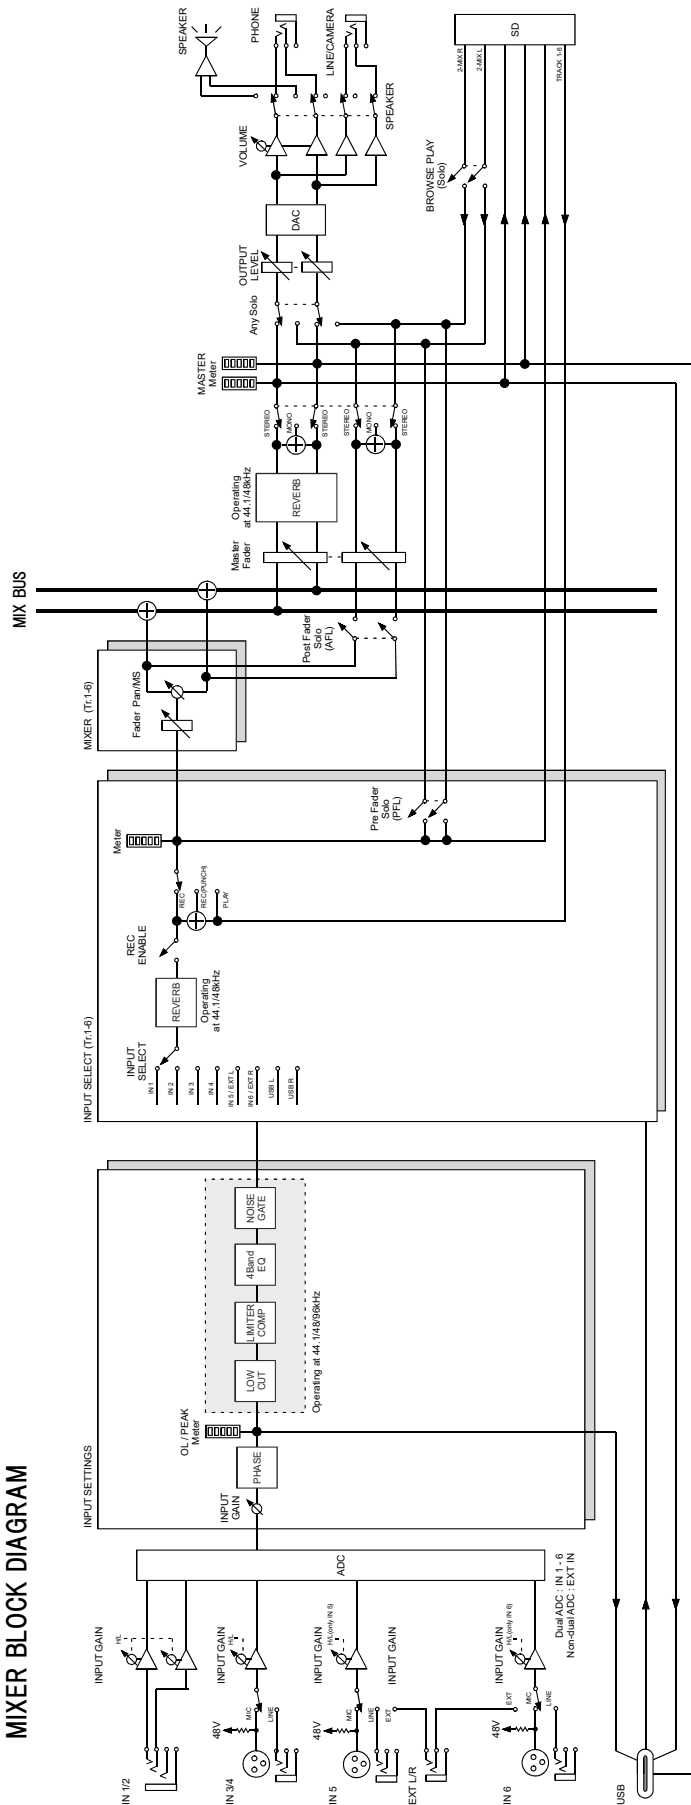 MIXER BLOCK DIAGRAM
IN 1/2
IN 3/4
IN 5
EXT L/R
IN 6
USB
INPUT GAIN
H/L
INPUT GAIN
H/L
48V
MIC
LINE
INPUT GAIN
H/L(only IN 5)
48V
MIC
LINE
EXT
INPUT GAIN
INPUT GAIN
H/L(only IN 6)
EXT
MIC
LINE
48V
Dual ADC : IN 1 - 6
Non-dual ADC : EXT IN
ADC
INPUT SETTINGS
INPUT
GAIN
PHASE
OL / PEAK
Meter
LOW
CUT
LIMITER
COMP
4Band
EQ
NOISE
GATE
Operating at 44.1/48/96kHz
INPUT SELECT (Tr.1-6)
IN 1
IN 2
IN 3
IN 4
IN 5 / EXT L
IN 6 / EXT R
USB L
USB R
INPUT
SELECT
REVERB
Operating
at 44.1/48kHz
REC
ENABLE
REC
REC(PUNCH)
PLAY
Meter
Pre Fader
Solo
(PFL)
MIXER (Tr.1-6)
Fader Pan/MS
MIX BUS
Post Fader
Solo
(AFL)
Master
Fader
REVERB
Operating
at 44.1/48kHz
STEREO
MONO
STEREO
STEREO
MONO
STEREO
MASTER
Meter
Any Solo
OUTPUT
LEVEL
DAC
VOLUME
SPEAKER
SPEAKER
PHONE
LINE/CAMERA
BROWSE PLAY
(Solo)
2-MIX R
2-MIX L
TRACK 1-6
SD